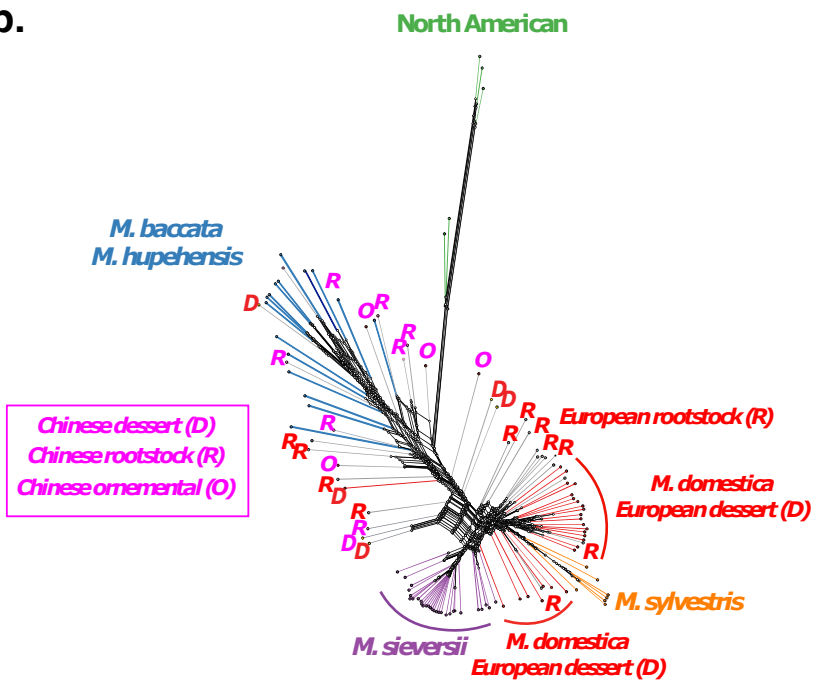 b.
North American
M. baccata
M. hupehensis
R
D
O
R
R
R
O
R
O
D
D
R
European rootstock (R)
R
R
R
R
Chinese dessert (D)
Chinese rootstock (R)
Chinese ornemental (O)
R
R
O
R
D
M. domestica
European dessert (D)
R
R
D
D
R
R
M. sylvestris
M. sieversii
M. domestica
European dessert (D)